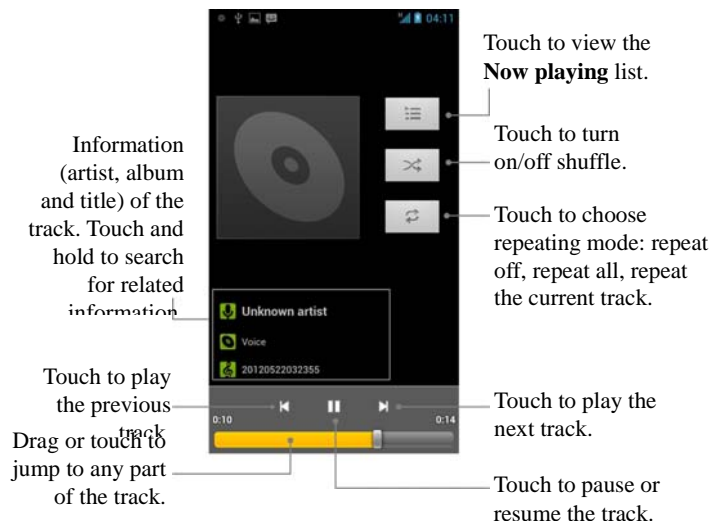 04:11
Touch to view the
Now playing list.
Touch to turn
on/off shuffle.
Touch to choose
repeating mode: repeat
off, repeat all, repeat
the current track.
Information
(artist, album
and title) of the
track. Touch and
hold to search
for related
information
Unknown artist
Voice
20120522032355
Touch to play
the previous
track
0:10
0:14
Touch to play the
next track.
Drag or touch to
jump to any part
of the track.
Touch to pause or
resume the track.